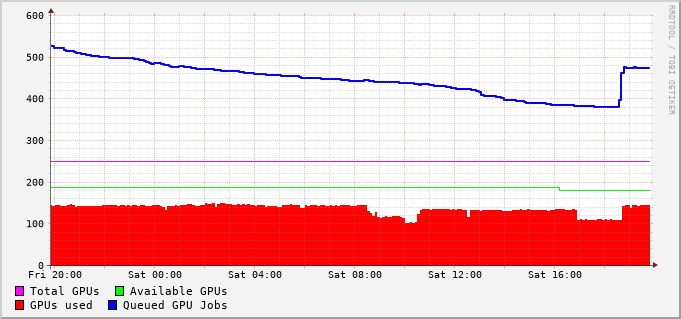 600
500
400
300
200
100
0
Fri 20:00 Sat 00:00 Sat 04:00 Sat 08:00 Sat 12:00 Sat 16:00
Total GPUs Available GPUs
GPUs used Queued GPU Jobs
RRDTOOL / TOBI OETIKER